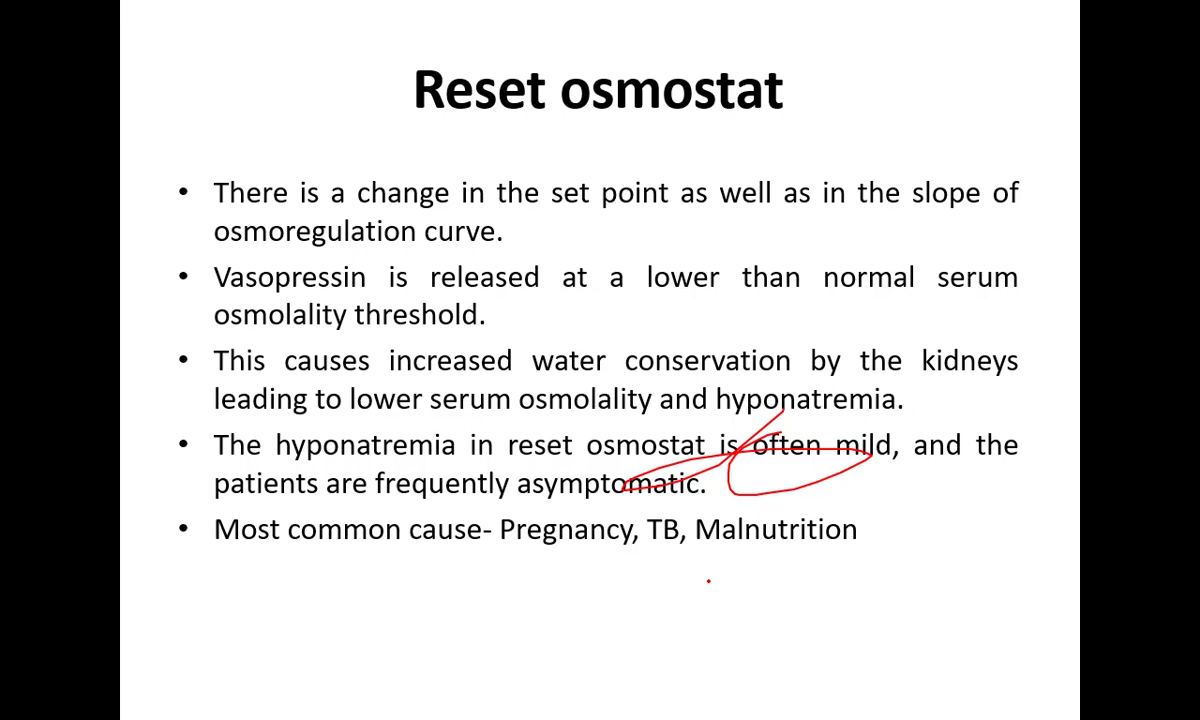 Reset osmostat
• There is a change in the set point as well as in the slope of
osmoregulation curve.
• Vasopressin is released at a lower than normal serum
osmolality threshold.
• This causes increased water conservation by the kidneys
leading to lower serum osmolality and hyponatremia.
• The hyponatremia in reset osmostat is often mild, and the
patients are frequently asymptomatic.
• Most common cause- Pregnancy, TB, Malnutrition